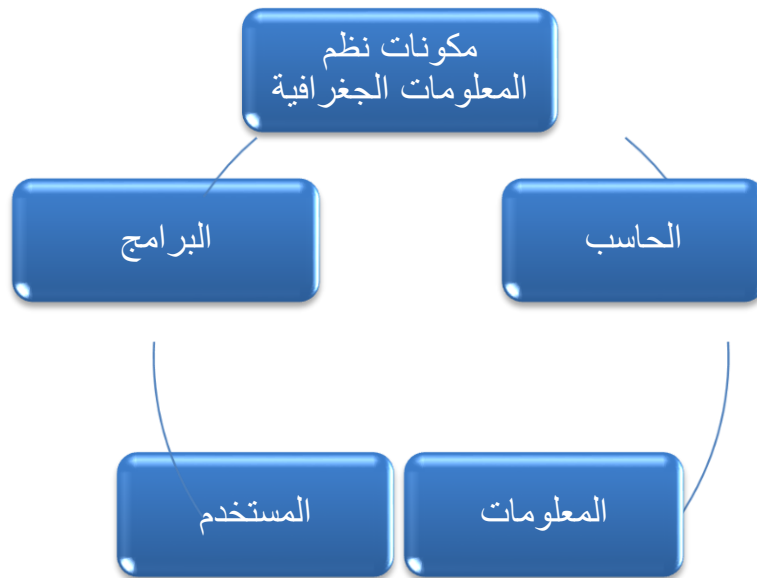 مكونات نظم
المعلومات الجغرافية
الحاسب
البرامج
المعلومات
المستخدم